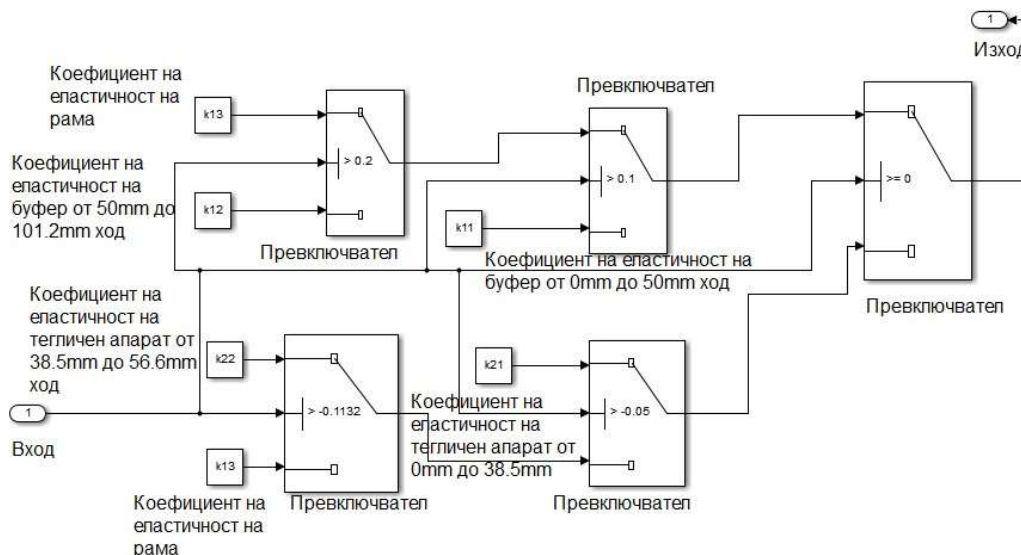 1
Изход
Коефициент на
еластичност на
рама
k13
> 0.2
Коефициент на
еластичност на
буфер от 50mm до
101.2mm ход
k12
Превключвател
Превключвател
> 0.1
k11
Коефициент на еластичност на
буфер от 0mm до 50mm ход
>= 0
Превключвател
Коефициент на
еластичност на
тегличен апарат от
38.5mm до 56.6mm
ход
k22
> -0.1132
1
Вход
k13
Коефициент на
еластичност на
рама
Превключвател
k21
> -0.05
Коефициент на
еластичност на
тегличен апарат от
0mm до 38.5mm
Превключвател